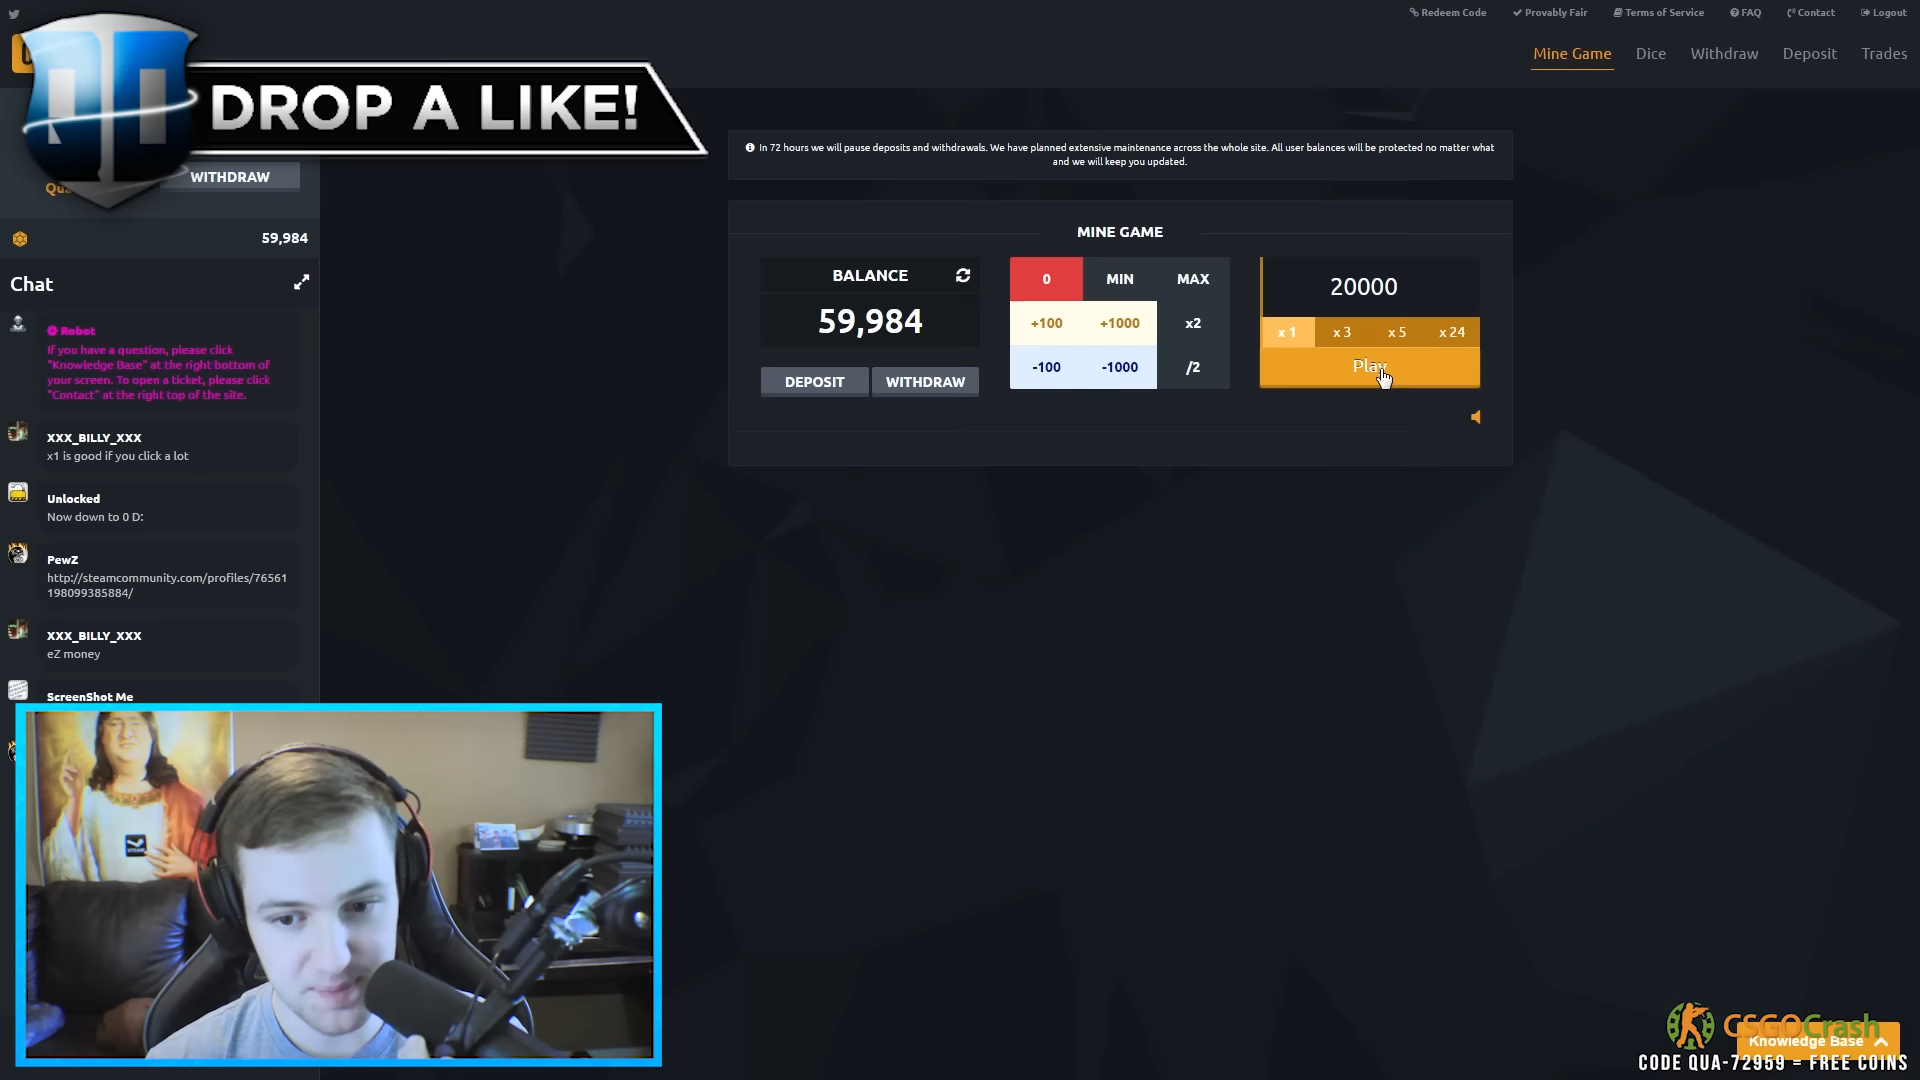 Redeem Code
Provably Fair
Terms of Service
FAQ
Contact
Logout
Mine Game
Dice
Withdraw
Deposit
Trades
DROP A LIKE!
WITHDRAW
59,984
Chat
Robot
If you have a question, please click
"Knowledge Base" at the right bottom of
your screen. To open a ticket, please click
"Contact" at the right top of the site.
XXX_BILLY_XXX
x1 is good if you click a lot
Unlocked
Now down to 0 D:
PewZ
http://steamcommunity.com/profiles/76561
198099385884/
XXX_BILLY_XXX
eZ money
ScreenShot Me
In 72 hours we will pause deposits and withdrawals. We have planned extensive maintenance across the whole site. All user balances will be protected no matter what
and we will keep you updated.
MINE GAME
BALANCE
59,984
DEPOSIT
WITHDRAW
0
MIN
MAX
+100
+1000
x2
-100
-1000
/2
20000
x 1
x 3
x 5
x 24
Play
STEAM
CSGOCrash
Knowledge Base
CODE QUA-72959 = FREE COINS